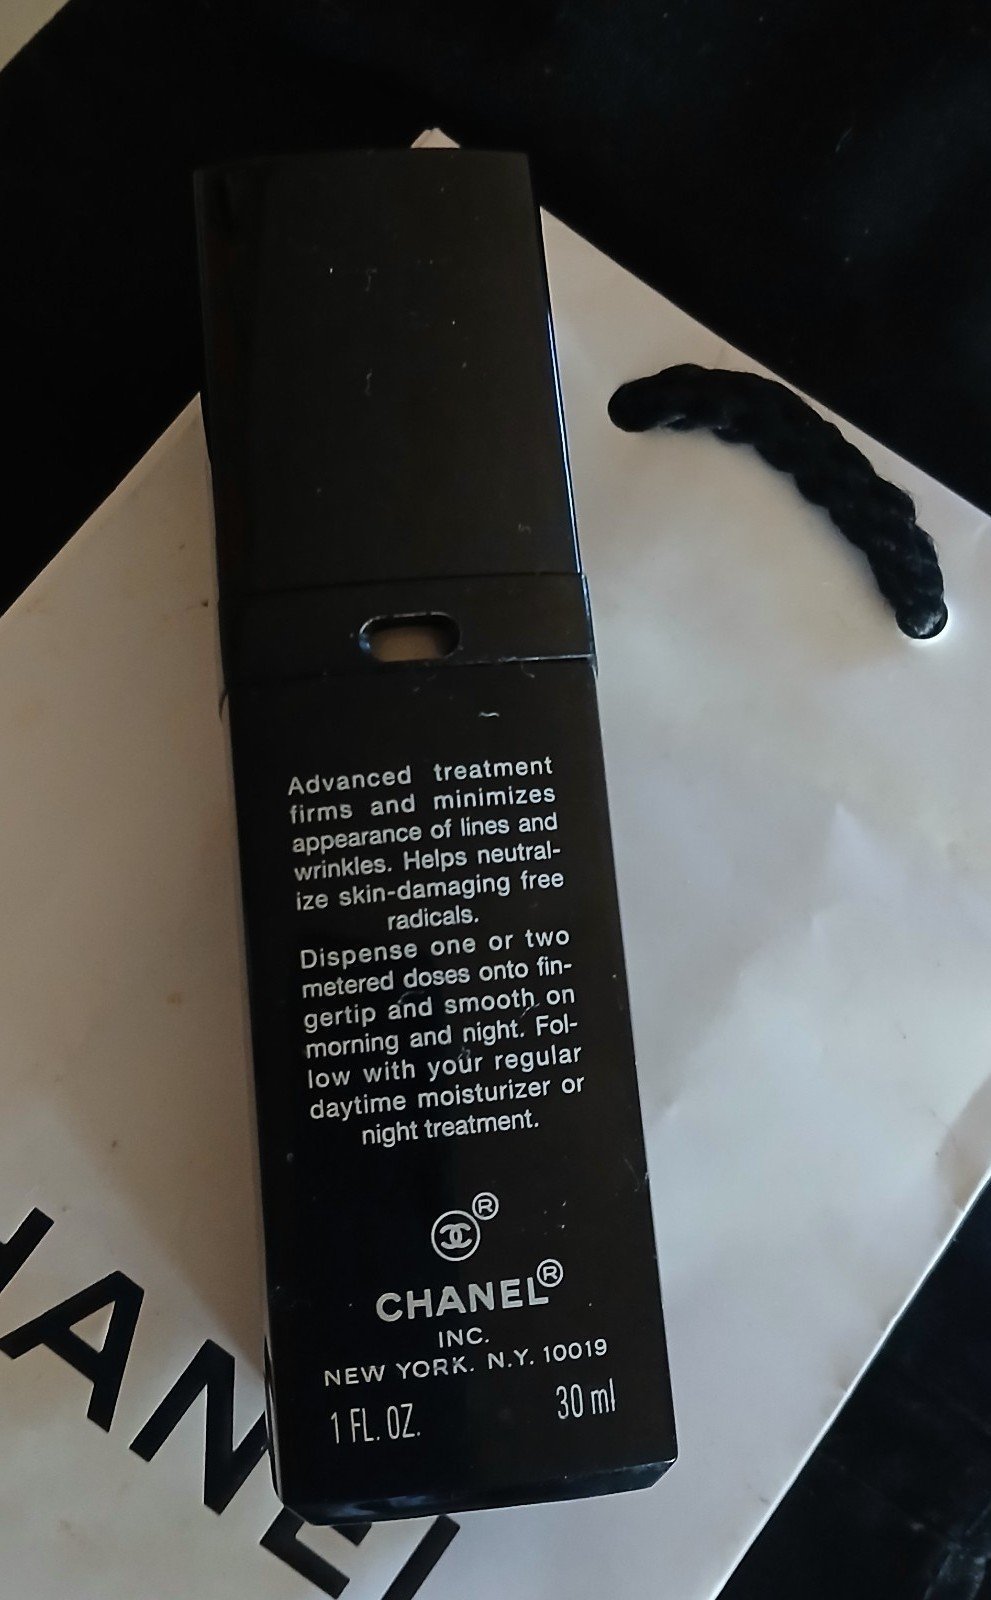 Advanced treatment
firms and minimizes
appearance of lines and
wrinkles. Helps neutral-
ize skin-damaging free
radicals.
Dispense one or two
metered doses onto fin-
gertip and smooth on
morning and night. Fol-
low with your regular
daytime moisturizer or
night treatment.
®
CHANEL®
INC.
NEW YORK. N.Y. 10019
1 FL. OZ. 30 ml
HANEL